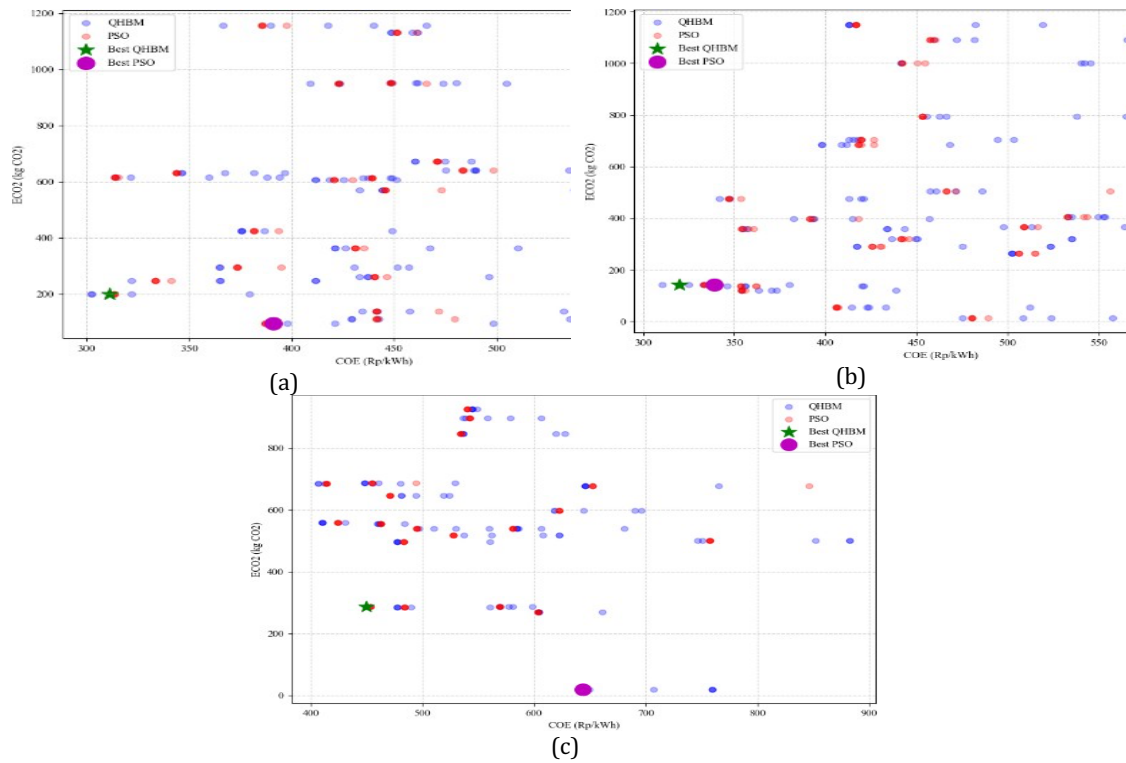 QHBM
PSO
Best QHBM
Best PSO
1200
1000
800
600
400
200
ECO2 (kg CO2)
300
350
400
450
500
COE (Rp/kWh)
(a)
QHBM
PSO
Best QHBM
Best PSO
1200
1000
800
600
400
200
0
ECO2 (kg CO2)
300
350
400
450
500
550
COE (Rp/kWh)
(b)
QHBM
PSO
Best QHBM
Best PSO
800
600
400
200
0
ECO2 (kg CO2)
400
500
600
700
800
900
COE (Rp/kWh)
(c)